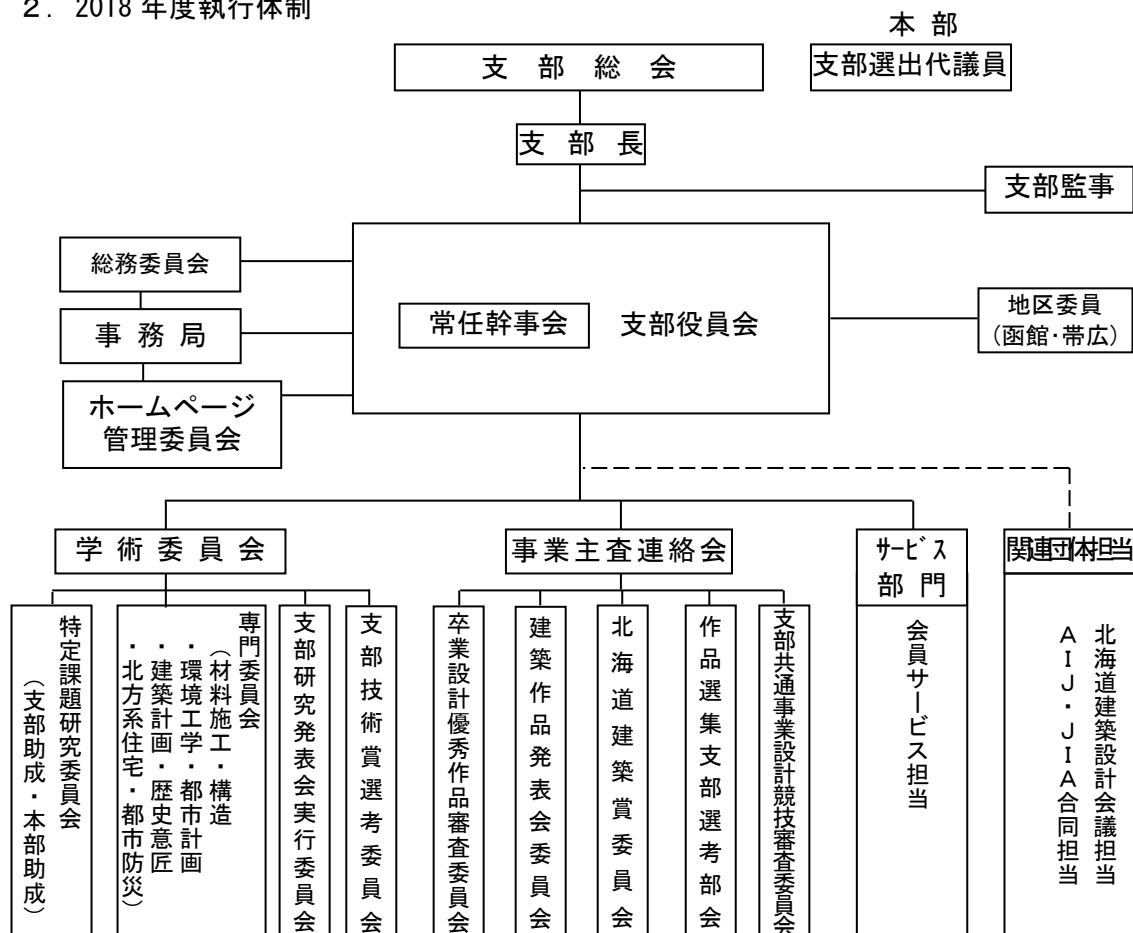 ２．2018 年度執行体制
本 部
支部選出代議員
支 部 総 会
支 部 長
支部監事
総務委員会
事 務 局
ホームページ
管理委員会
常任幹事会
支部役員会
地区委員
(函館･帯広)
学 術 委 員 会
事業主査連絡会
サービス
部 門
関連団体担当
特定課題研究委員会
（支部助成・本部助成）
専門委員会
（材料施工・構造
・環境工学・都市計画
・建築計画・歴史意匠
・北方系住宅・都市防災）
支部研究発表会実行委員会
支部技術賞選考委員会
卒業設計優秀作品審査委員会
建築作品発表会委員会
北海道建築賞委員会
作品選集支部選考部会
支部共通事業設計競技審査委員会
会員サービス担当
北海道建築設計会議担当
ＡＩＪ・ＪＩＡ合同担当